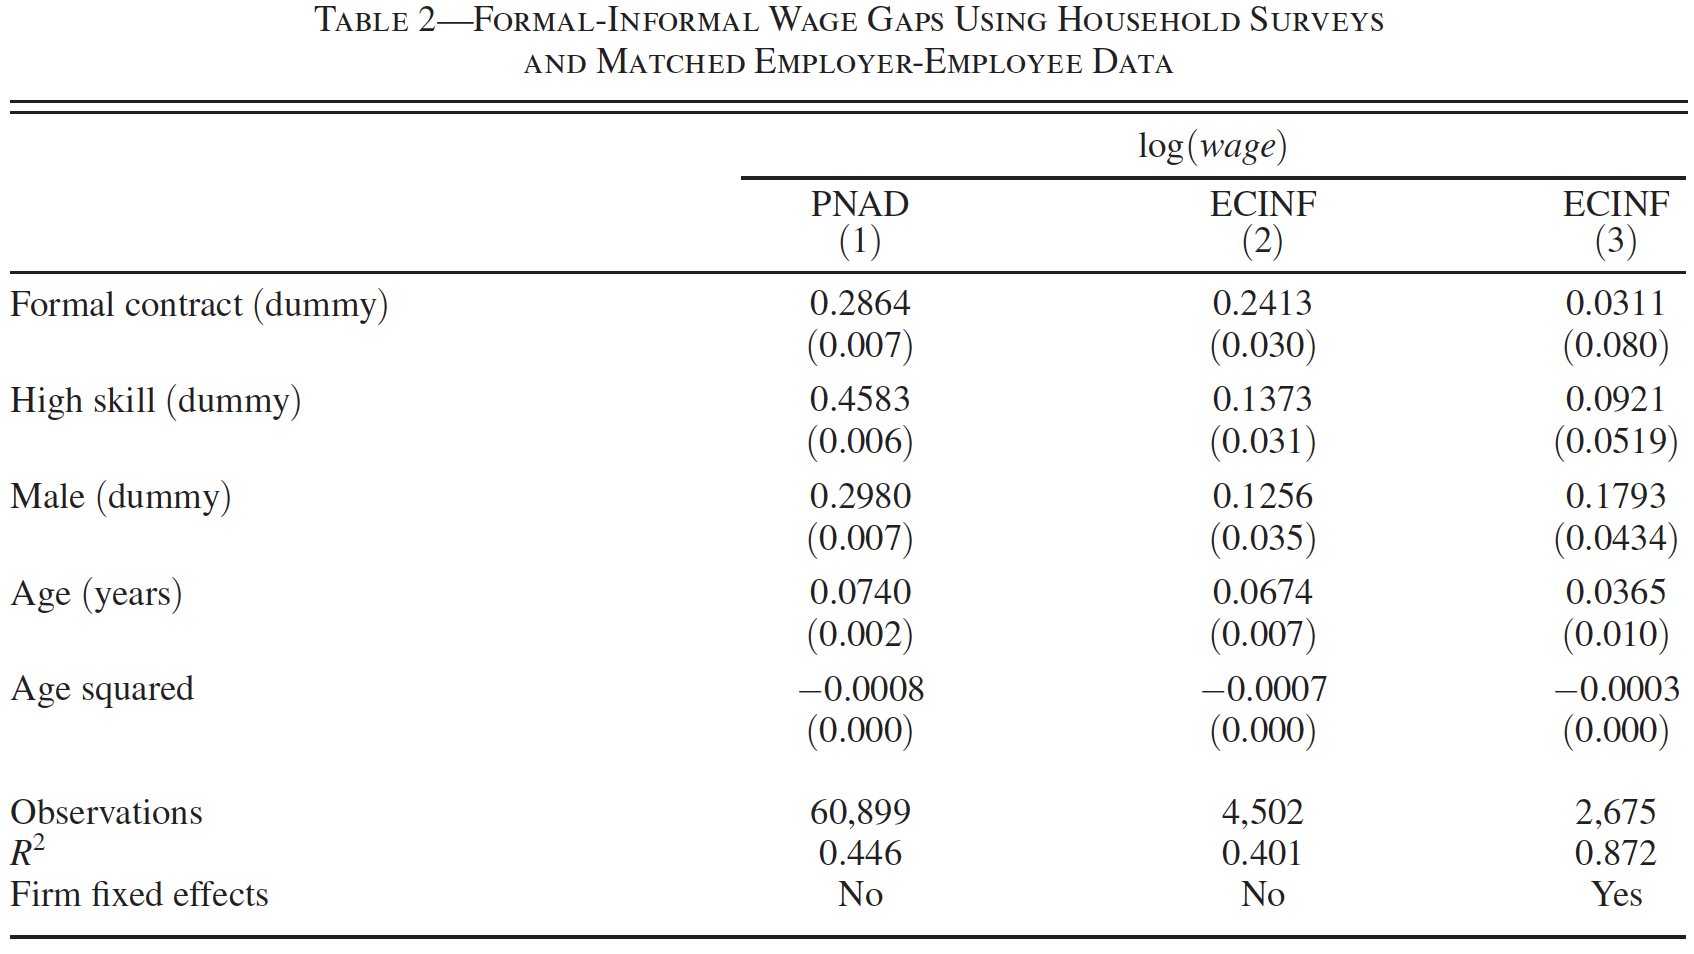 TABLE 2—FORMAL-INFORMAL WAGE GAPS USING HOUSEHOLD SURVEYS
AND MATCHED EMPLOYER-EMPLOYEE DATA
log(wage)
PNAD ECINF ECINF
(1) (2) (3)
Formal contract (dummy) 0.2864 0.2413 0.0311
(0.007) (0.030) (0.080)
High skill (dummy) 0.4583 0.1373 0.0921
(0.006) (0.031) (0.0519)
Male (dummy) 0.2980 0.1256 0.1793
(0.007) (0.035) (0.0434)
Age (years) 0.0740 0.0674 0.0365
(0.002) (0.007) (0.010)
Age squared −0.0008 −0.0007 −0.0003
(0.000) (0.000) (0.000)
Observations 60,899 4,502 2,675
R² 0.446 0.401 0.872
Firm fixed effects No No Yes